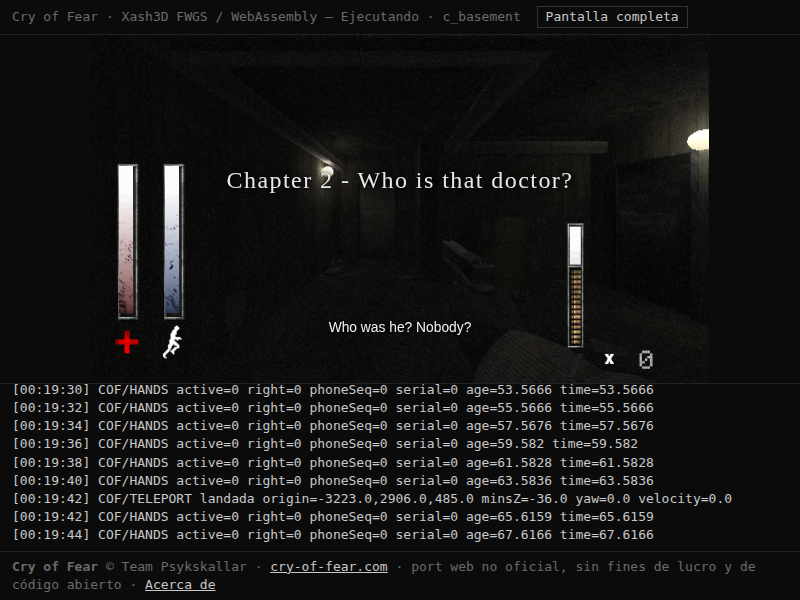 Cry of Fear · Xash3D FWGS / WebAssembly — Ejecutando · c_basement Pantalla completa
Chapter 2 - Who is that doctor?
Who was he? Nobody?
x 0
[00:19:30] COF/HANDS active=0 right=0 phoneSeq=0 serial=0 age=53.5666 time=53.5666
[00:19:32] COF/HANDS active=0 right=0 phoneSeq=0 serial=0 age=55.5666 time=55.5666
[00:19:34] COF/HANDS active=0 right=0 phoneSeq=0 serial=0 age=57.5676 time=57.5676
[00:19:36] COF/HANDS active=0 right=0 phoneSeq=0 serial=0 age=59.582 time=59.582
[00:19:38] COF/HANDS active=0 right=0 phoneSeq=0 serial=0 age=61.5828 time=61.5828
[00:19:40] COF/HANDS active=0 right=0 phoneSeq=0 serial=0 age=63.5836 time=63.5836
[00:19:42] COF/TELEPORT landada origin=-3223.0,2906.0,485.0 minsZ=-36.0 yaw=0.0 velocity=0.0
[00:19:42] COF/HANDS active=0 right=0 phoneSeq=0 serial=0 age=65.6159 time=65.6159
[00:19:44] COF/HANDS active=0 right=0 phoneSeq=0 serial=0 age=67.6166 time=67.6166
Cry of Fear © Team Psykskallar · cry-of-fear.com · port web no oficial, sin fines de lucro y de
código abierto · Acerca de